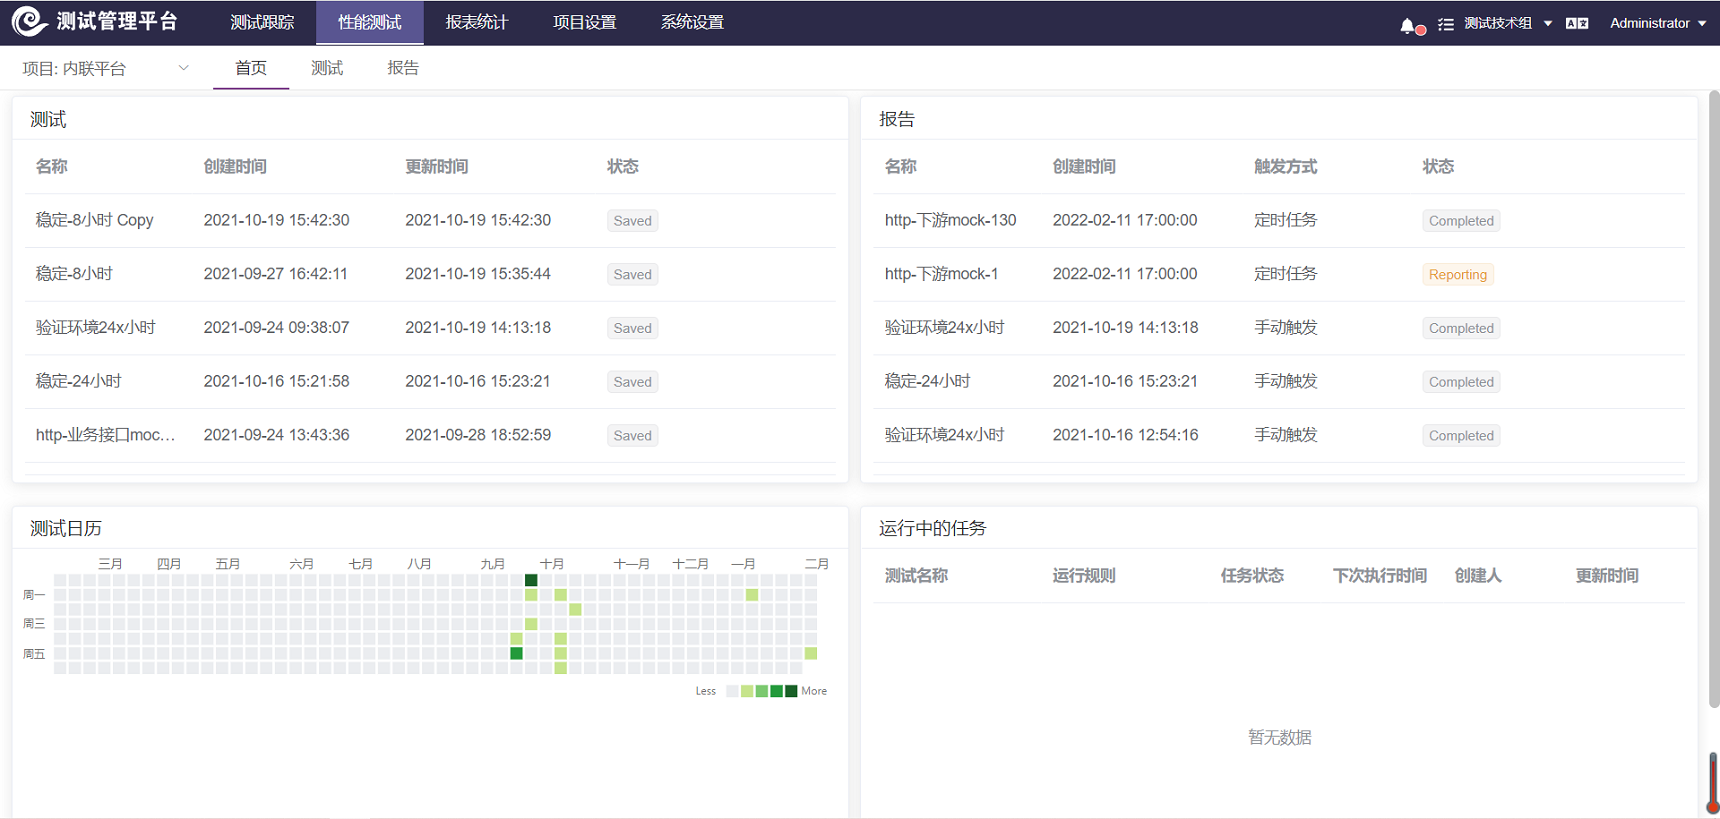 测试管理平台 测试跟踪 性能测试 报表统计 项目设置 系统设置 测试技术组 Administrator
项目: 内联平台 首页 测试 报告
测试
名称 创建时间 更新时间 状态
稳定-8小时 Copy 2021-10-19 15:42:30 2021-10-19 15:42:30 Saved
稳定-8小时 2021-09-27 16:42:11 2021-10-19 15:35:44 Saved
验证环境24x小时 2021-09-24 09:38:07 2021-10-19 14:13:18 Saved
稳定-24小时 2021-10-16 15:21:58 2021-10-16 15:23:21 Saved
http-业务接口moc... 2021-09-24 13:43:36 2021-09-28 18:52:59 Saved
报告
名称 创建时间 触发方式 状态
http-下游mock-130 2022-02-11 17:00:00 定时任务 Completed
http-下游mock-1 2022-02-11 17:00:00 定时任务 Reporting
验证环境24x小时 2021-10-19 14:13:18 手动触发 Completed
稳定-24小时 2021-10-16 15:23:21 手动触发 Completed
验证环境24x小时 2021-10-16 12:54:16 手动触发 Completed
测试日历
三月 四月 五月 六月 七月 八月 九月 十月 十一月 十二月 一月 二月
周一
周三
周五
Less More
运行中的任务
测试名称 运行规则 任务状态 下次执行时间 创建人 更新时间
暂无数据